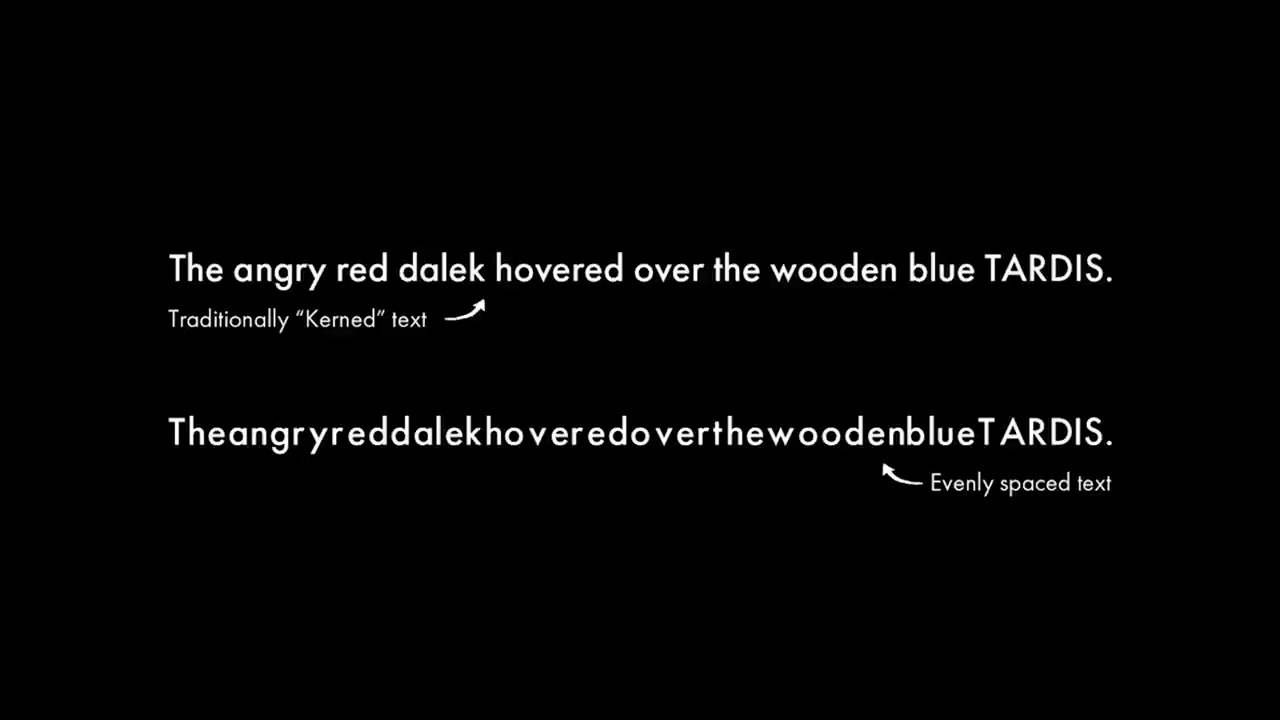 The angry red dalek hovered over the wooden blue TARDIS.
Traditionally “Kerned” text
Theangryreddalekhoveredoverthewoodenblue​TARDIS.
Evenly spaced text